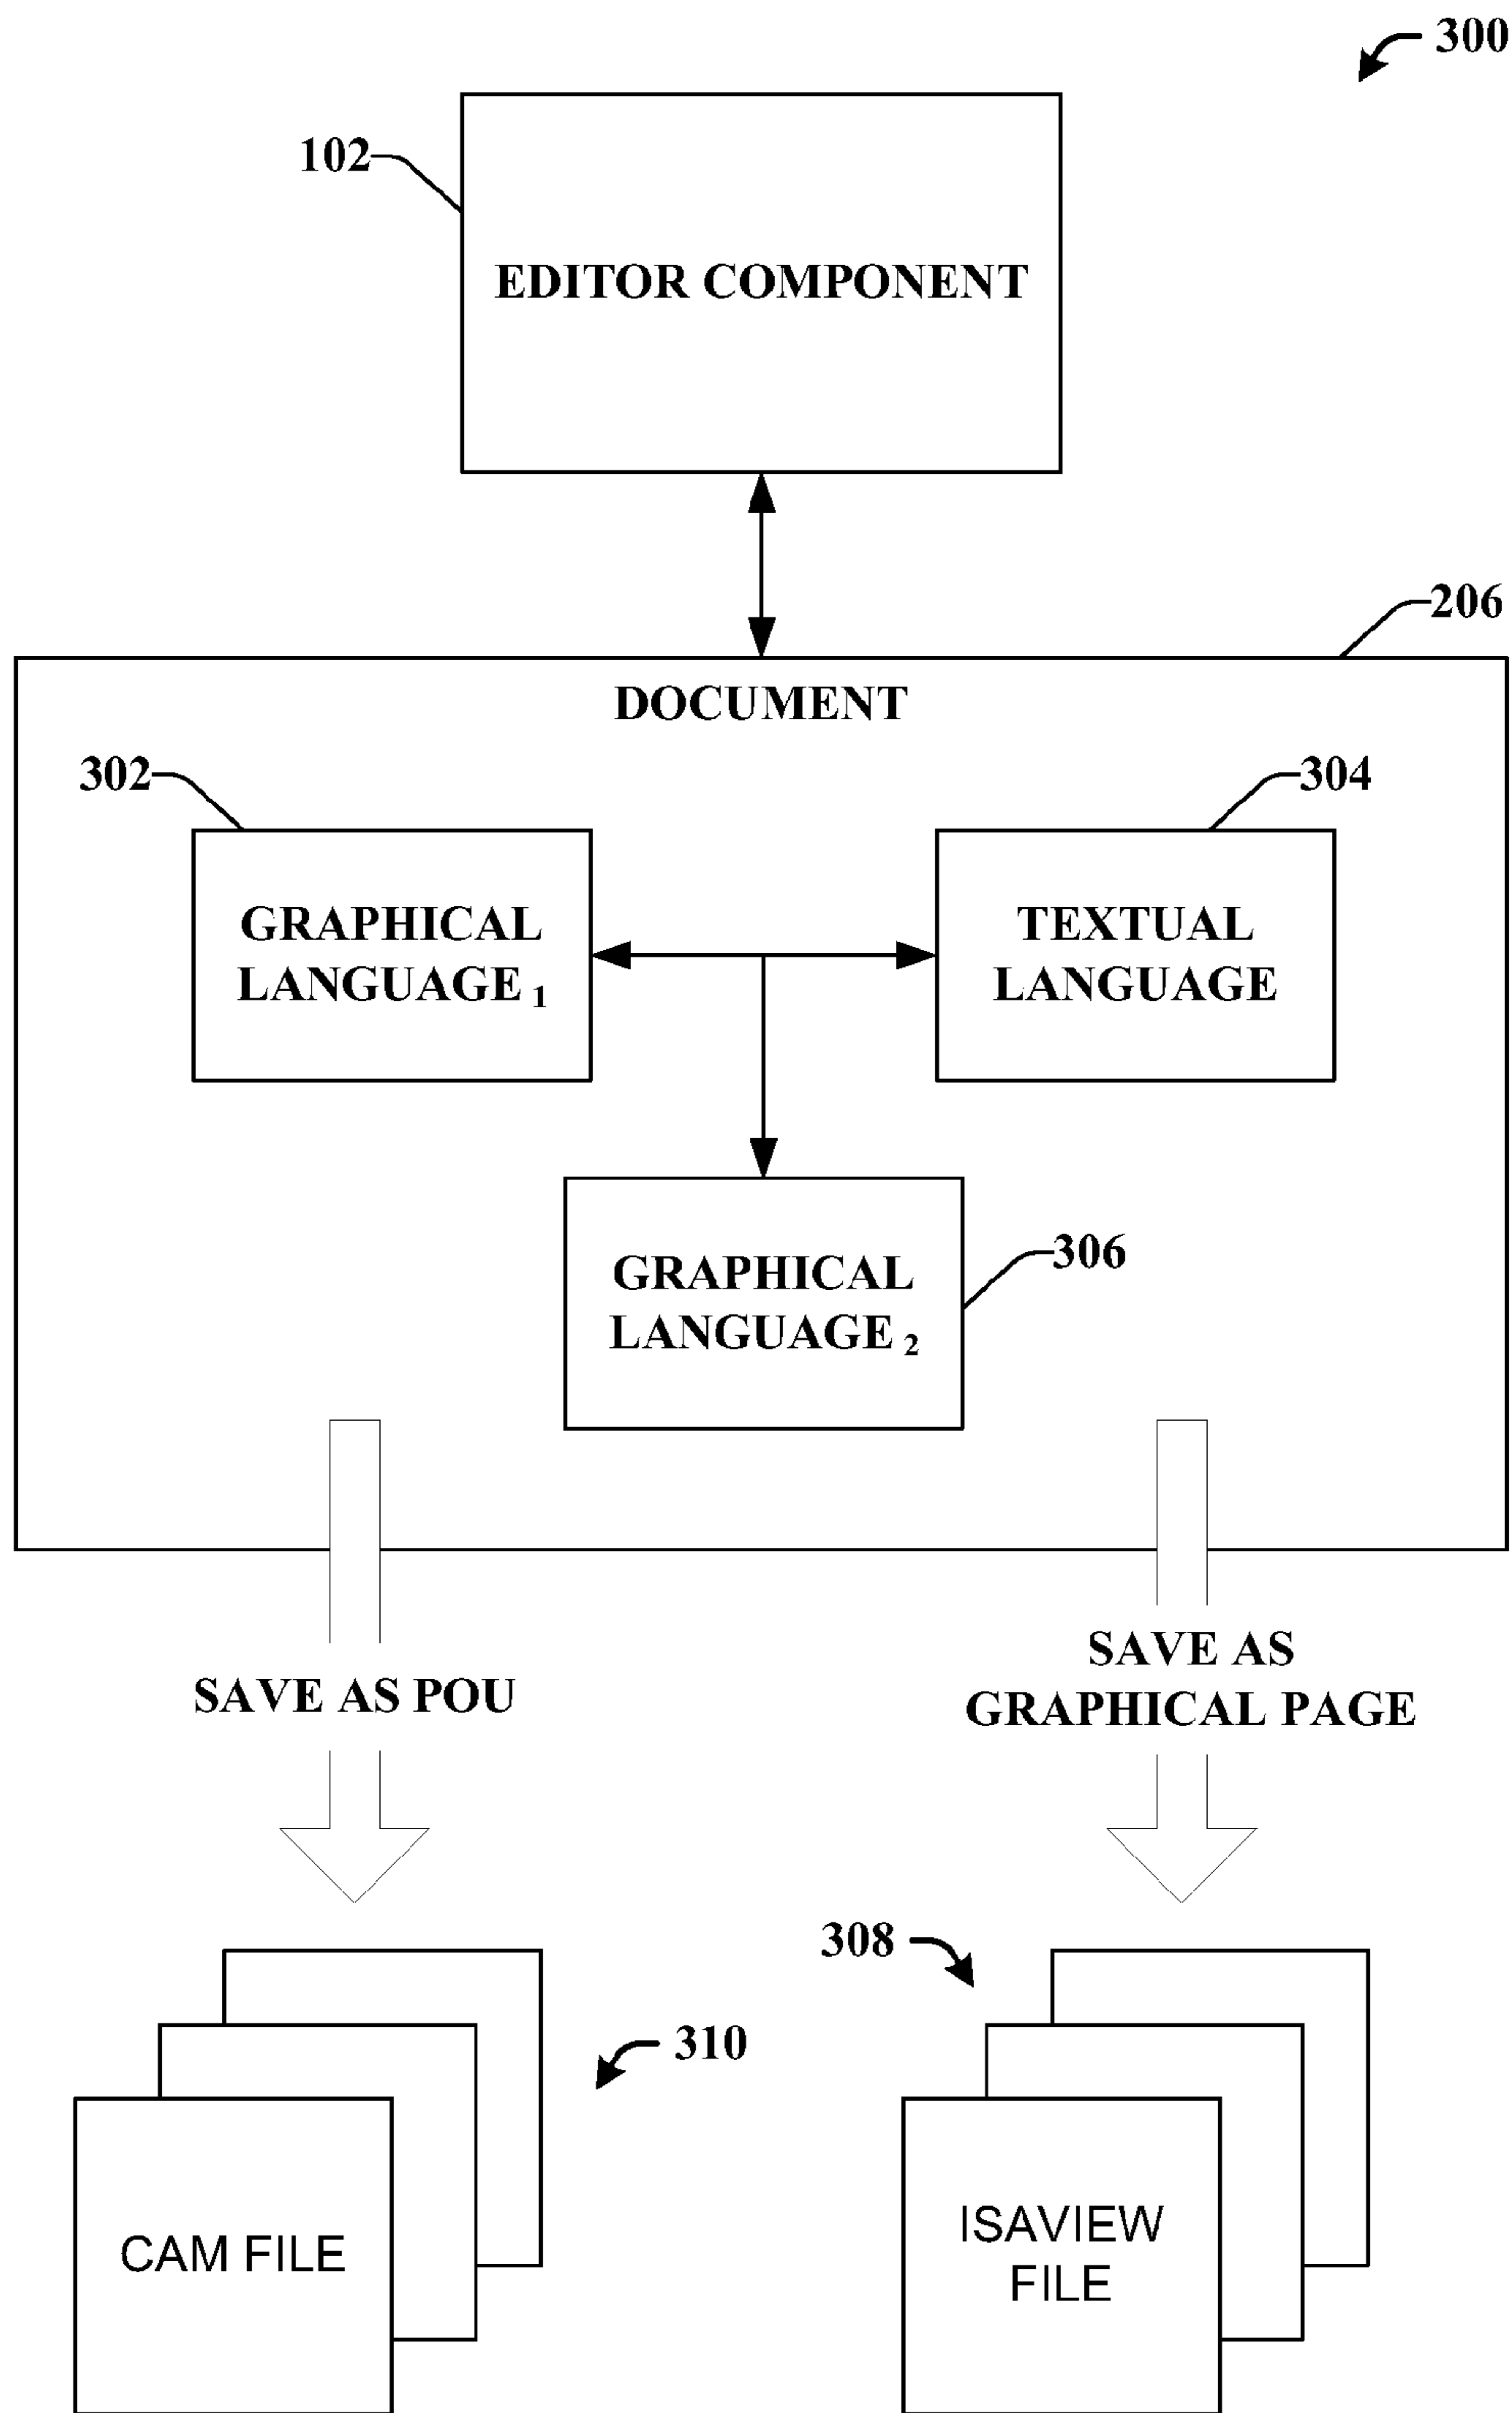 300
102
EDITOR COMPONENT
206
DOCUMENT
302
304
GRAPHICAL
LANGUAGE 1
TEXTUAL
LANGUAGE
306
GRAPHICAL
LANGUAGE 2
SAVE AS POU
SAVE AS
GRAPHICAL PAGE
308
310
CAM FILE
ISAVIEW
FILE